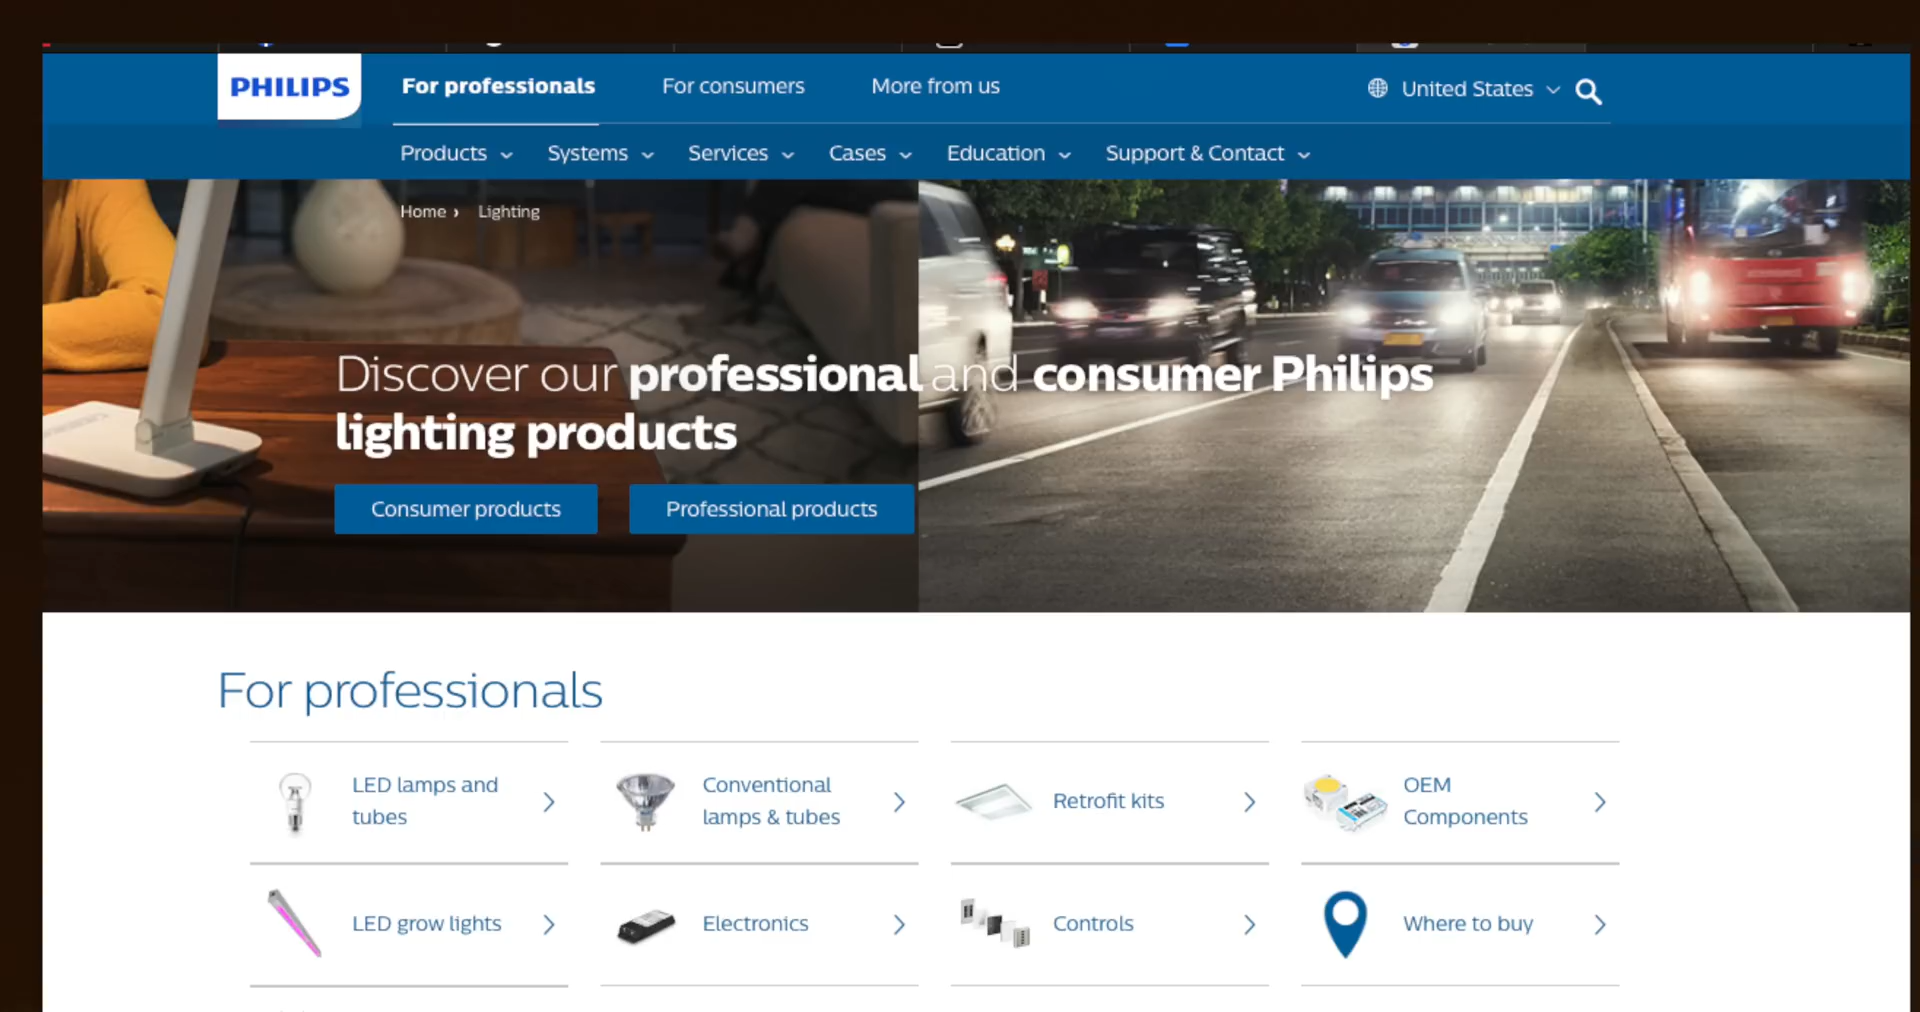 PHILIPS
For professionals
For consumers
More from us
United States
Products
Systems
Services
Cases
Education
Support & Contact
Home › Lighting
Discover our professional and consumer Philips
lighting products
Consumer products
Professional products
For professionals
LED lamps and
tubes
Conventional
lamps & tubes
Retrofit kits
OEM
Components
LED grow lights
Electronics
Controls
Where to buy